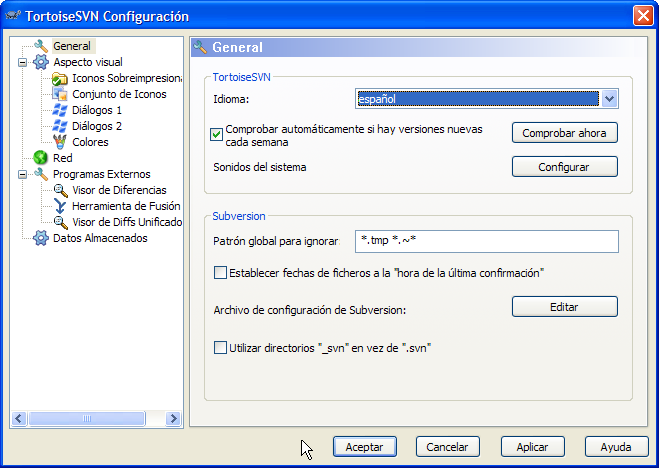 TortoiseSVN Configuración
General
Aspecto visual
Iconos Sobreimpresiona
Conjunto de Iconos
Diálogos 1
Diálogos 2
Colores
Red
Programas Externos
Visor de Diferencias
Herramienta de Fusión
Visor de Diffs Unificado
Datos Almacenados
General
TortoiseSVN
Idioma: español
Comprobar automáticamente si hay versiones nuevas
cada semana
Comprobar ahora
Sonidos del sistema Configurar
Subversion
Patrón global para ignorar: *.tmp *.~*
Establecer fechas de ficheros a la "hora de la última confirmación"
Archivo de configuración de Subversion: Editar
Utilizar directorios "_svn" en vez de ".svn"
Aceptar Cancelar Aplicar Ayuda